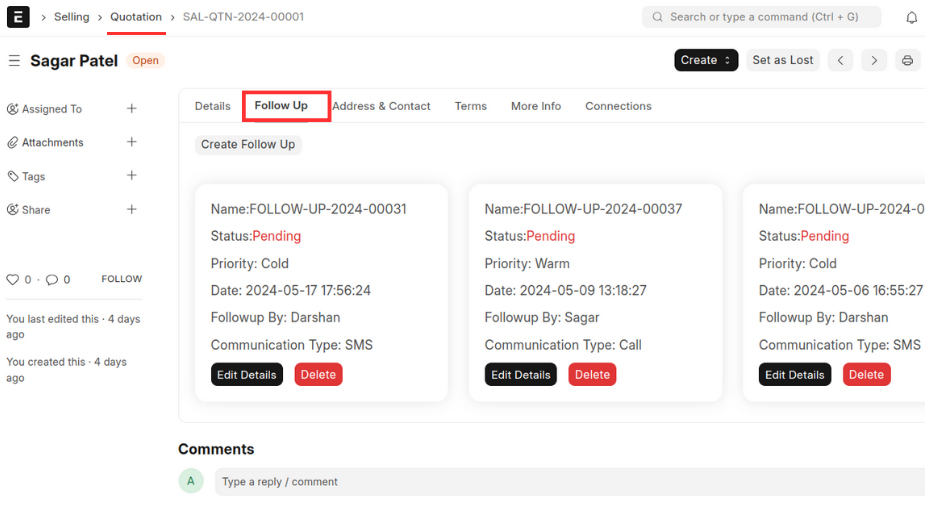 E > Selling > Quotation > SAL-QTN-2024-00001
Search or type a command (Ctrl + G)
Sagar Patel Open
Create Set as Lost
Assigned To +
Attachments +
Tags +
Share +
0 · 0 FOLLOW
You last edited this · 4 days
ago
You created this · 4 days
ago
Details Follow Up Address & Contact Terms More Info Connections
Create Follow Up
Name:FOLLOW-UP-2024-00031
Status:Pending
Priority: Cold
Date: 2024-05-17 17:56:24
Followup By: Darshan
Communication Type: SMS
Edit Details Delete
Name:FOLLOW-UP-2024-00037
Status:Pending
Priority: Warm
Date: 2024-05-09 13:18:27
Followup By: Sagar
Communication Type: Call
Edit Details Delete
Name:FOLLOW-UP-2024-0
Status:Pending
Priority: Cold
Date: 2024-05-06 16:55:27
Followup By: Darshan
Communication Type: SMS
Edit Details Delete
Comments
A Type a reply / comment